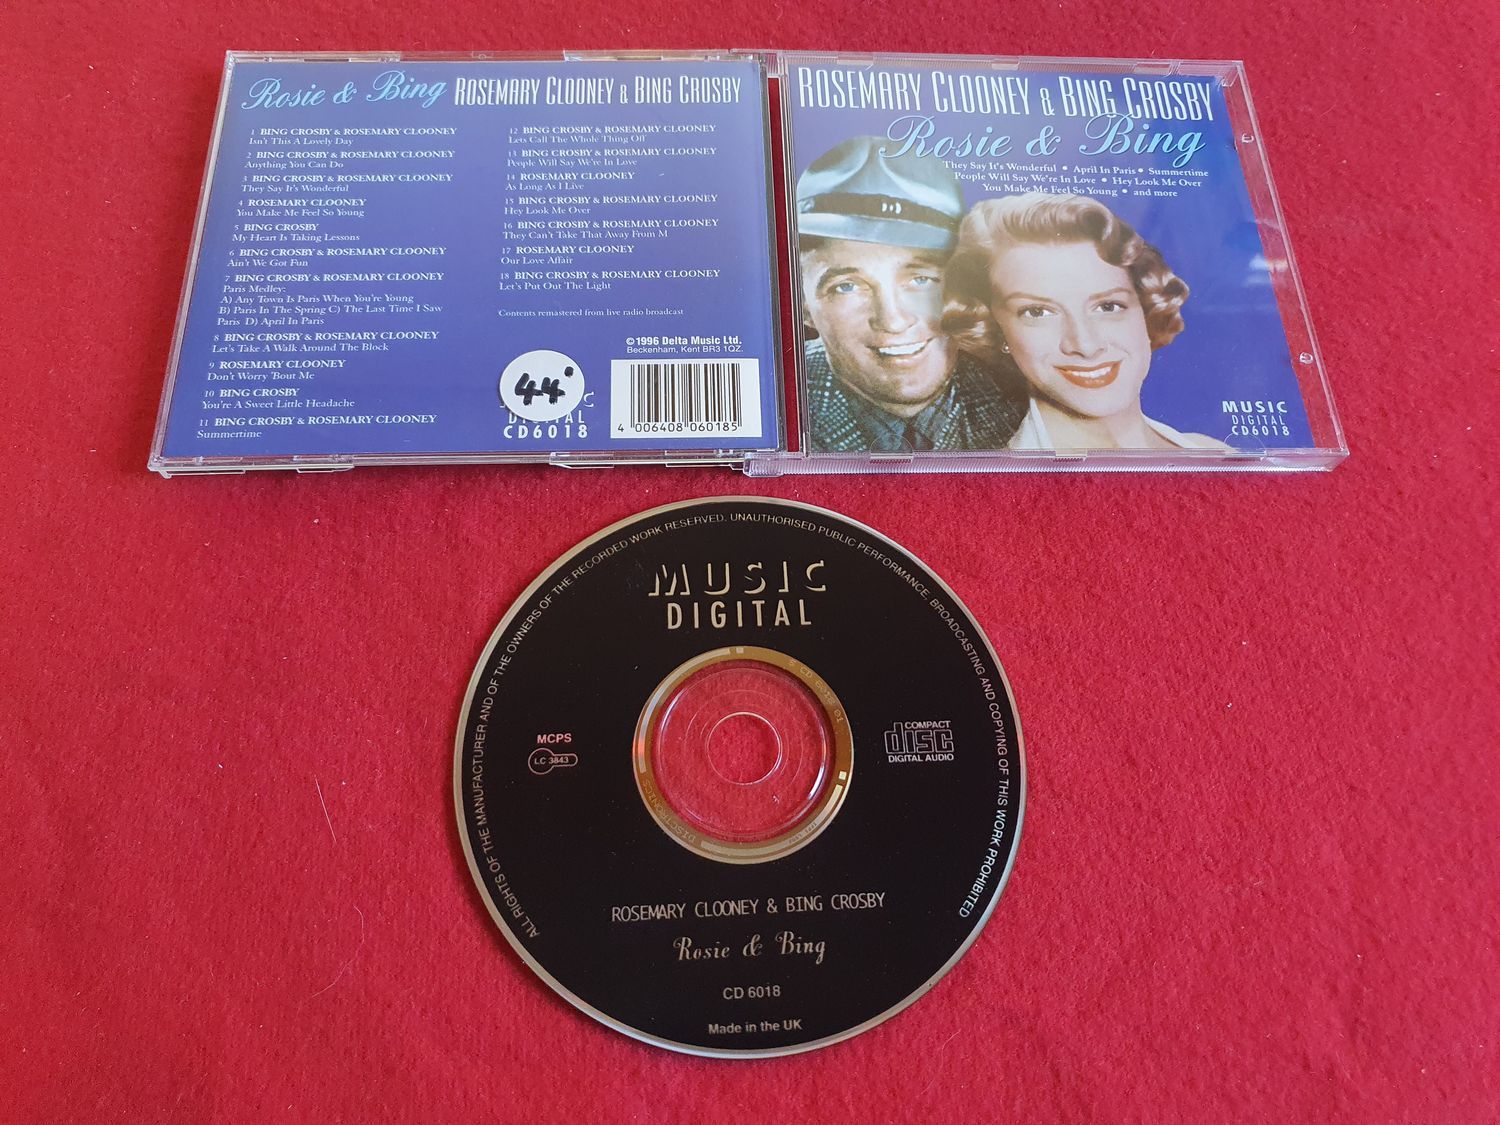 Rosie & Bing ROSEMARY CLOONEY & BING CROSBY
1 BING CROSBY & ROSEMARY CLOONEY
Isn't This A Lovely Day
2 BING CROSBY & ROSEMARY CLOONEY
Anything You Can Do
3 BING CROSBY & ROSEMARY CLOONEY
They Say It's Wonderful
4 ROSEMARY CLOONEY
You Make Me Feel So Young
5 BING CROSBY
My Heart Is Taking Lessons
6 BING CROSBY & ROSEMARY CLOONEY
Ain't We Got Fun
7 BING CROSBY & ROSEMARY CLOONEY
Paris Medley:
A) Any Town Is Paris When You're Young
B) Paris In The Spring C) The Last Time I Saw
Paris D) April In Paris
8 BING CROSBY & ROSEMARY CLOONEY
Let's Take A Walk Around The Block
9 ROSEMARY CLOONEY
Don't Worry 'Bout Me
10 BING CROSBY
You're A Sweet Little Headache
11 BING CROSBY & ROSEMARY CLOONEY
Summertime
12 BING CROSBY & ROSEMARY CLOONEY
Lets Call The Whole Thing Off
13 BING CROSBY & ROSEMARY CLOONEY
People Will Say We're In Love
14 ROSEMARY CLOONEY
As Long As I Live
15 BING CROSBY & ROSEMARY CLOONEY
Hey Look Me Over
16 BING CROSBY & ROSEMARY CLOONEY
They Can't Take That Away From M
17 ROSEMARY CLOONEY
Our Love Affair
18 BING CROSBY & ROSEMARY CLOONEY
Let's Put Out The Light
Contents remastered from live radio broadcast
©1996 Delta Music Ltd.
Beckenham, Kent BR3 1QZ.
44
CD6018
4 006408 060185
ROSEMARY CLOONEY & BING CROSBY
Rosie & Bing
They Say It's Wonderful • April In Paris • Summertime
People Will Say We're In Love • Hey Look Me Over
You Make Me Feel So Young • and more
MUSIC
DIGITAL
CD6018
ALL RIGHTS OF THE MANUFACTURER AND OF THE OWNERS OF THE RECORDED WORK RESERVED. UNAUTHORISED PUBLIC PERFORMANCE, BROADCASTING AND COPYING OF THIS WORK PROHIBITED
MUSIC
DIGITAL
MCPS
LC 3843
COMPACT
disc
DIGITAL AUDIO
DISCTRONICS
ROSEMARY CLOONEY & BING CROSBY
Rosie & Bing
CD 6018
Made in the UK